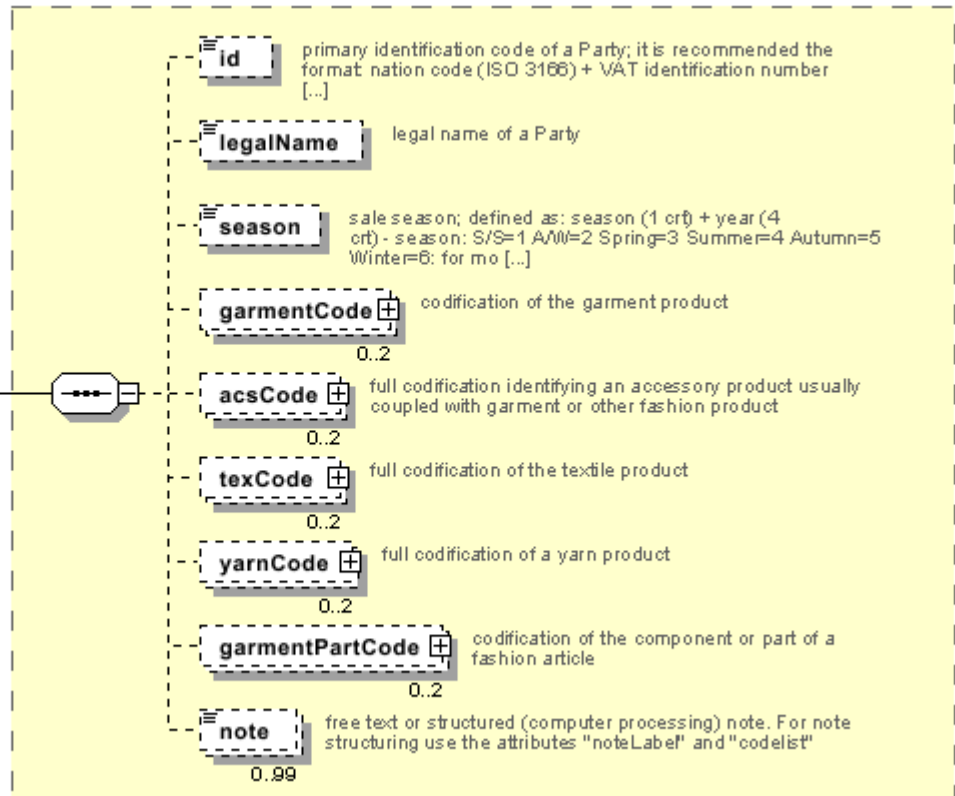 id
primary identification code of a Party; it is recommended the
format: nation code (ISO 3166) + VAT identification number
[...]
legalName
legal name of a Party
season
sale season; defined as: season (1 crt) + year (4
crt) - season: S/S=1 A/W=2 Spring=3 Summer=4 Autumn=5
Winter=6: for mo [...]
garmentCode
codification of the garment product
0..2
acsCode
full codification identifying an accessory product usually
coupled with garment or other fashion product
0..2
texCode
full codification of the textile product
0..2
yarnCode
full codification of a yarn product
0..2
garmentPartCode
codification of the component or part of a
fashion article
0..2
note
free text or structured (computer processing) note. For note
structuring use the attributes "noteLabel" and "codelist"
0..99